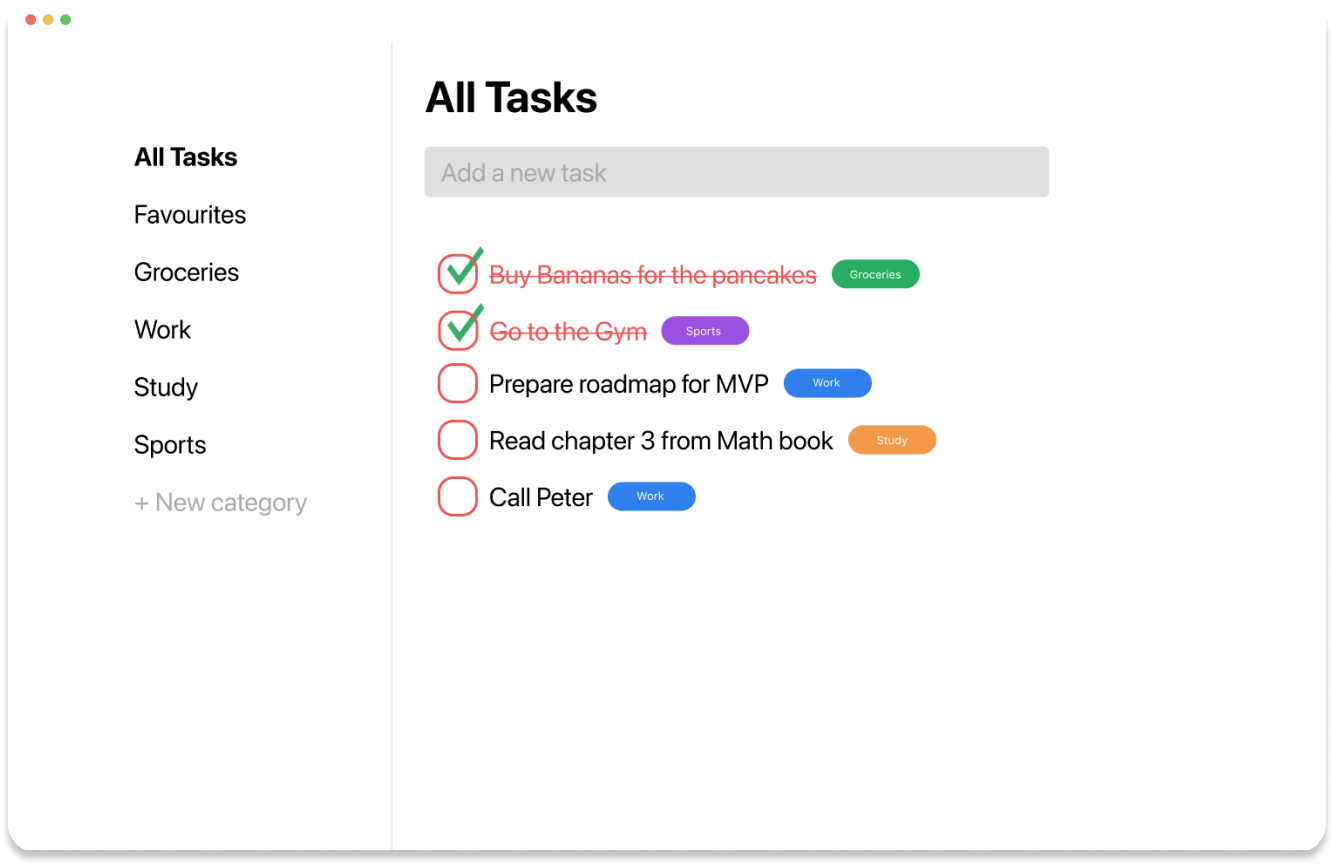 All Tasks
Favourites
Groceries
Work
Study
Sports
+ New category
All Tasks
Add a new task
Buy Bananas for the pancakes Groceries
Go to the Gym Sports
Prepare roadmap for MVP Work
Read chapter 3 from Math book Study
Call Peter Work